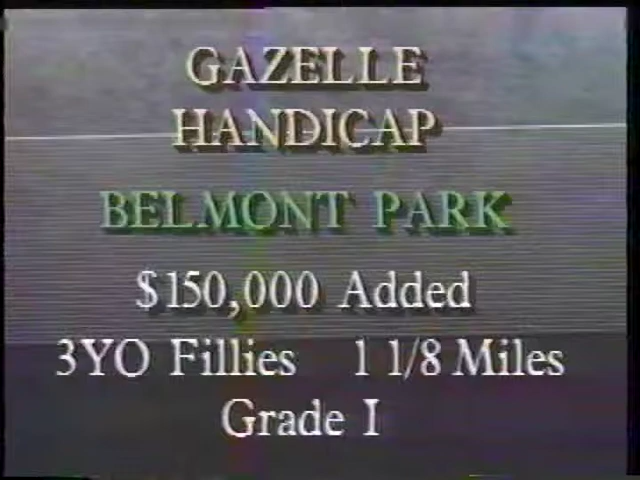 GAZELLE
HANDICAP
BELMONT PARK
$150,000 Added
3YO Fillies 1 1/8 Miles
Grade I